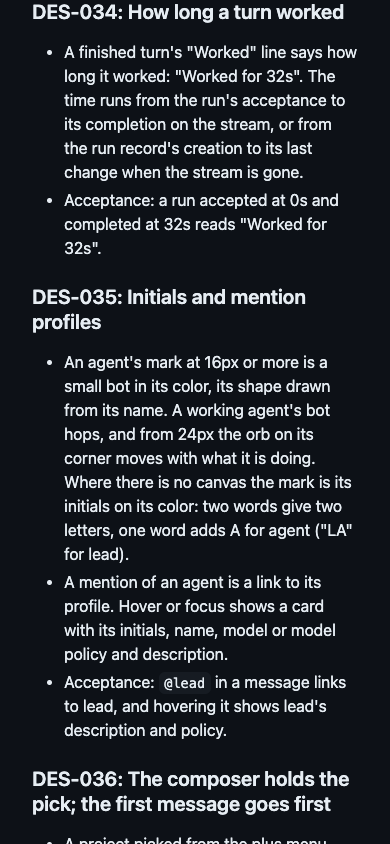 DES-034: How long a turn worked
• A finished turn's "Worked" line says how
long it worked: "Worked for 32s". The
time runs from the run's acceptance to
its completion on the stream, or from
the run record's creation to its last
change when the stream is gone.
• Acceptance: a run accepted at 0s and
completed at 32s reads "Worked for
32s".
DES-035: Initials and mention
profiles
• An agent's mark at 16px or more is a
small bot in its color, its shape drawn
from its name. A working agent's bot
hops, and from 24px the orb on its
corner moves with what it is doing.
Where there is no canvas the mark is its
initials on its color: two words give two
letters, one word adds A for agent ("LA"
for lead).
• A mention of an agent is a link to its
profile. Hover or focus shows a card
with its initials, name, model or model
policy and description.
• Acceptance: @lead in a message links
to lead, and hovering it shows lead's
description and policy.
DES-036: The composer holds the
pick; the first message goes first
• A project picked from the plus menu